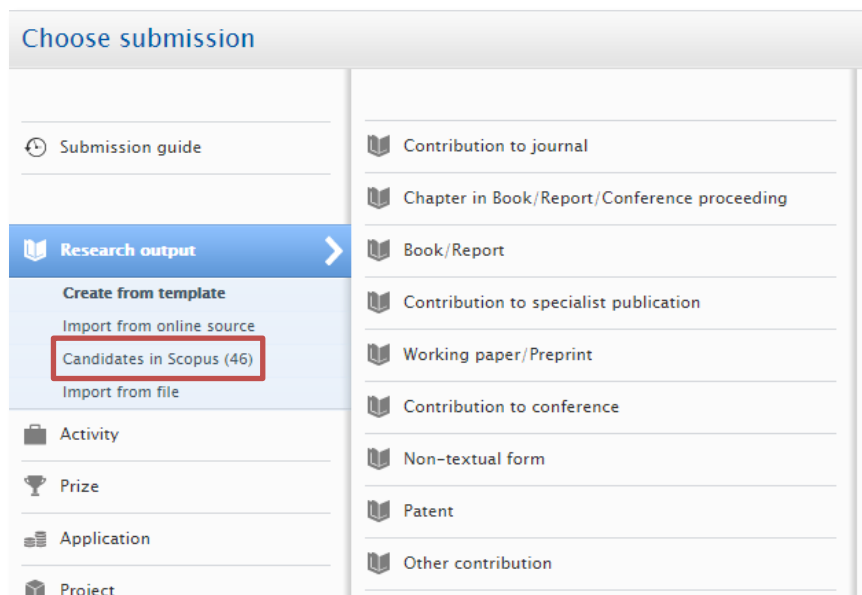 Choose submission
Submission guide
Research output
Create from template
Import from online source
Candidates in Scopus (46)
Import from file
Activity
Prize
Application
Project
Contribution to journal
Chapter in Book/Report/Conference proceeding
Book/Report
Contribution to specialist publication
Working paper/Preprint
Contribution to conference
Non-textual form
Patent
Other contribution